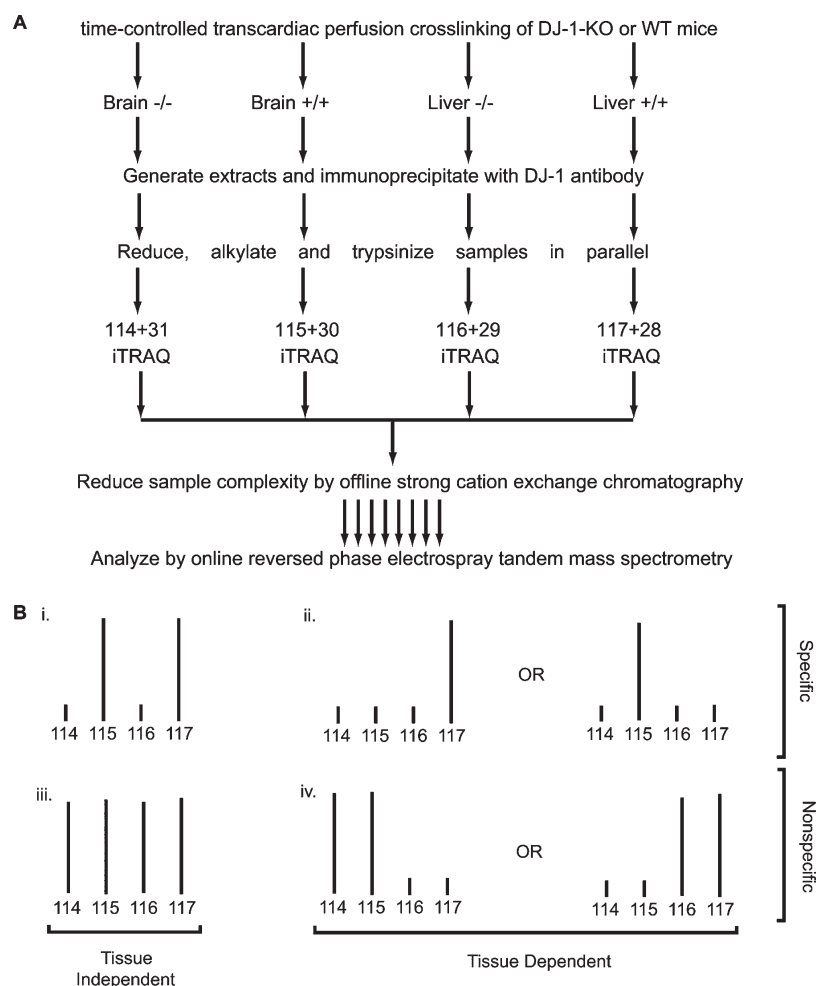 A
time-controlled transcardiac perfusion crosslinking of DJ-1-KO or WT mice
Brain -/- Brain +/+ Liver -/- Liver +/+
Generate extracts and immunoprecipitate with DJ-1 antibody
Reduce, alkylate and trypsinize samples in parallel
114+31 115+30 116+29 117+28
iTRAQ iTRAQ iTRAQ iTRAQ
Reduce sample complexity by offline strong cation exchange chromatography
Analyze by online reversed phase electrospray tandem mass spectrometry
B i. ii.
OR
114 115 116 117 114 115 116 117 114 115 116 117
Specific
iii. iv.
OR
114 115 116 117 114 115 116 117 114 115 116 117
Nonspecific
Tissue
Independent
Tissue Dependent